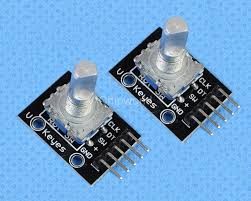 CLK
DT
SW
+
GND
Keyes
CLK
DT
SW
+
GND
Keyes